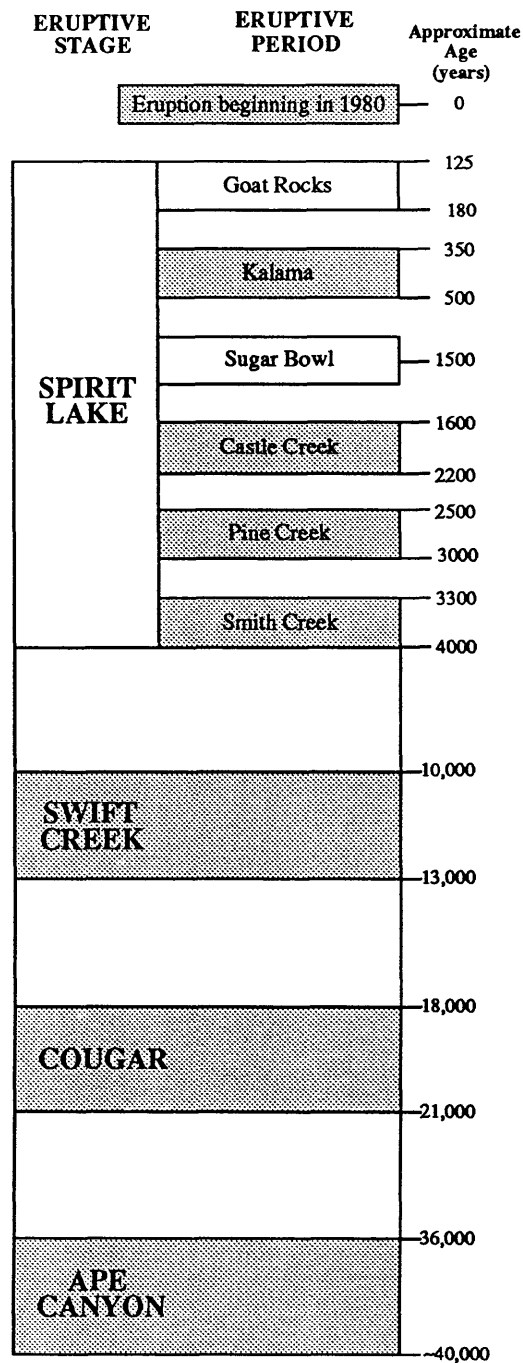 ERUPTIVE
STAGE
ERUPTIVE
PERIOD
Approximate
Age
(years)
Eruption beginning in 1980
0
SPIRIT
LAKE
125
Goat Rocks
180
350
Kalama
500
Sugar Bowl
1500
1600
Castle Creek
2200
2500
Pine Creek
3000
3300
Smith Creek
4000
10,000
SWIFT
CREEK
13,000
18,000
COUGAR
21,000
36,000
APE
CANYON
~40,000